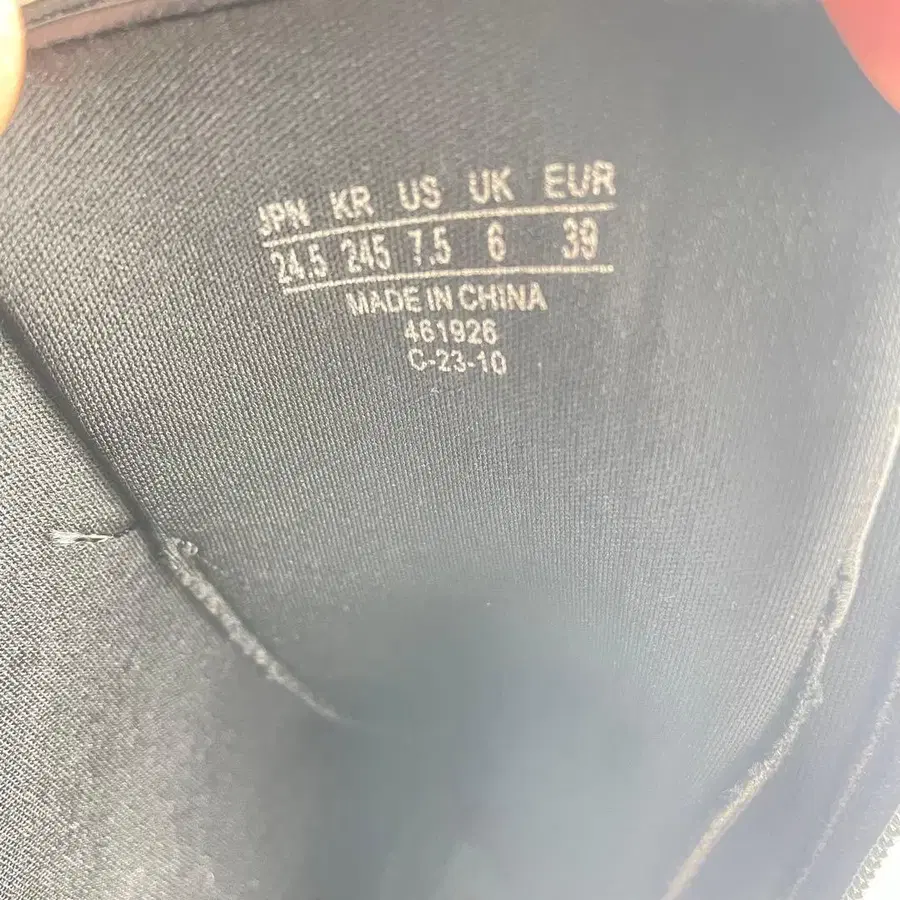 JPN KR US UK EUR
24.5 245 7.5 6 39
MADE IN CHINA
461926
C-23-10